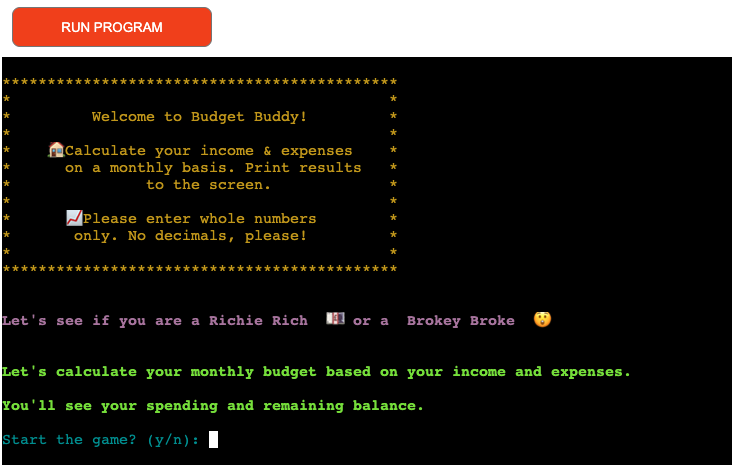 RUN PROGRAM
********************************************
*                                          *
*         Welcome to Budget Buddy!         *
*                                          *
*    🏠Calculate your income & expenses    *
*      on a monthly basis. Print results   *
*               to the screen.             *
*                                          *
*      📈Please enter whole numbers        *
*       only. No decimals, please!         *
*                                          *
********************************************
Let's see if you are a Richie Rich 💵 or a Brokey Broke 😲
Let's calculate your monthly budget based on your income and expenses.
You'll see your spending and remaining balance.
Start the game? (y/n):